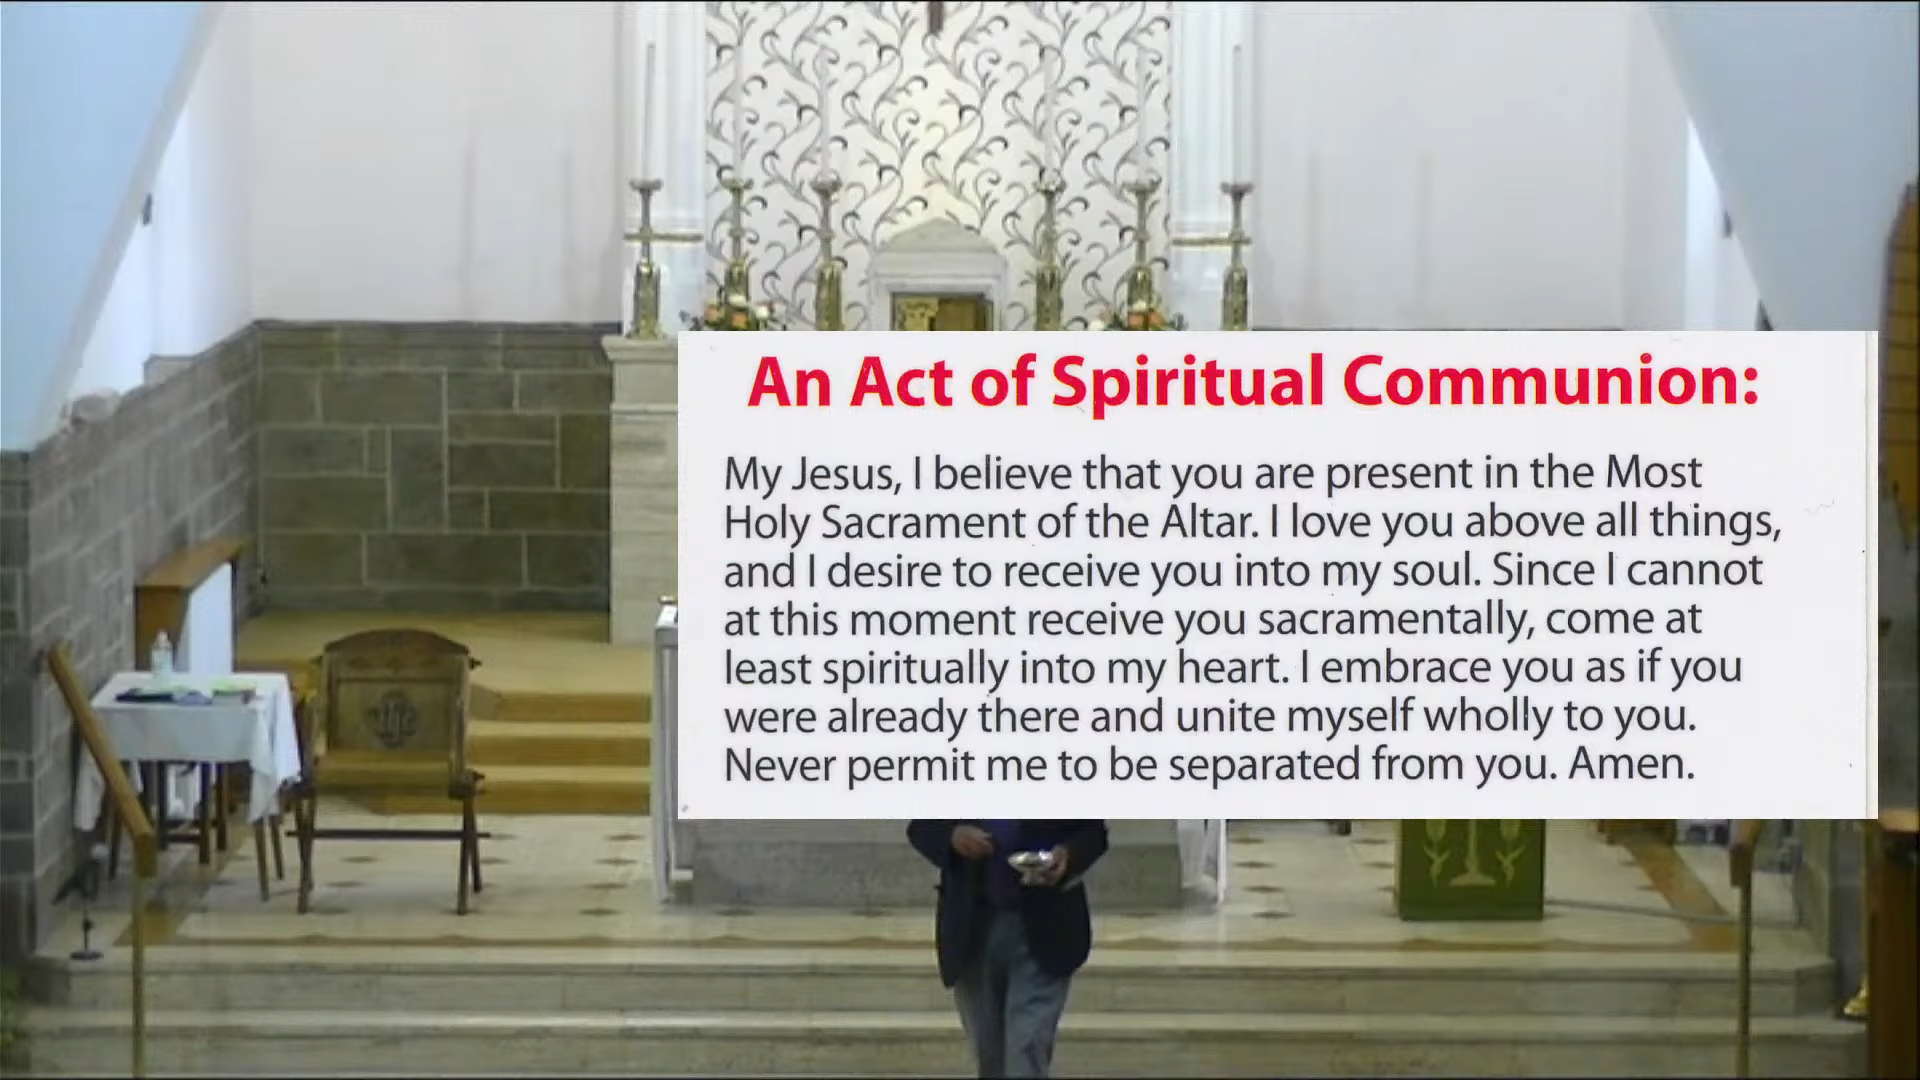 An Act of Spiritual Communion:
My Jesus, I believe that you are present in the Most
Holy Sacrament of the Altar. I love you above all things,
and I desire to receive you into my soul. Since I cannot
at this moment receive you sacramentally, come at
least spiritually into my heart. I embrace you as if you
were already there and unite myself wholly to you.
Never permit me to be separated from you. Amen.